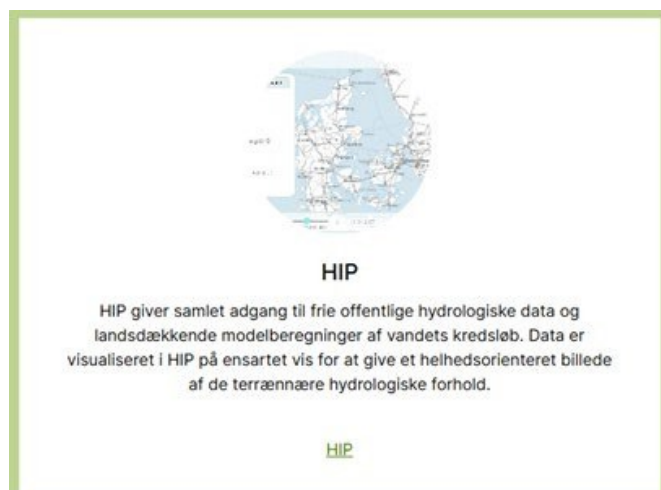 HIP
HIP giver samlet adgang til frie offentlige hydrologiske data og
landsdækkende modelberegninger af vandets kredsløb. Data er
visualiseret i HIP på ensartet vis for at give et helhedsorienteret billede
af de terrænnære hydrologiske forhold.
HIP